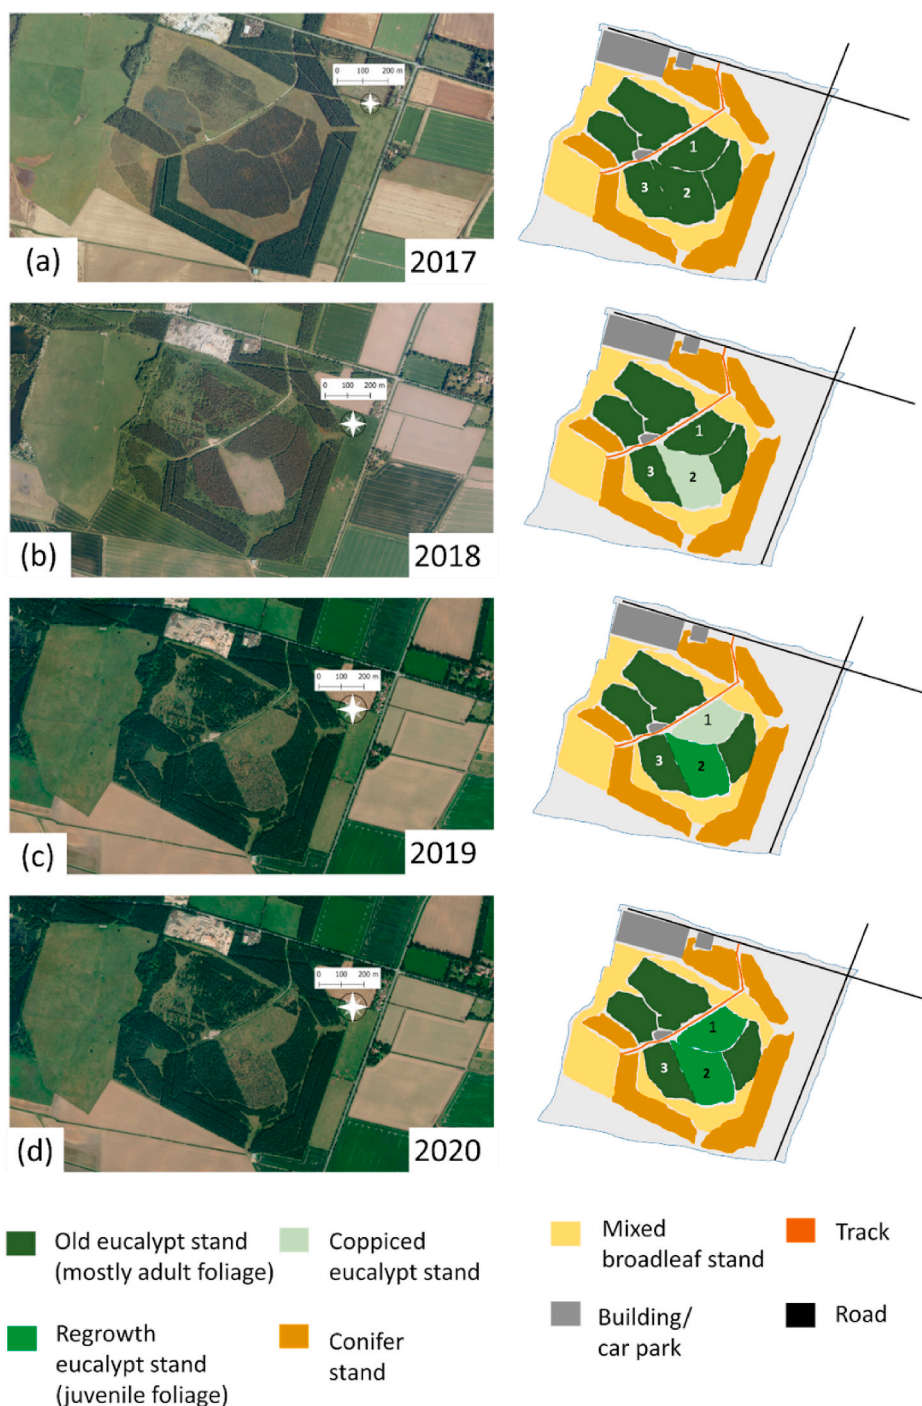 0 100 200 m
1
3 2
(a)
2017
0 100 200 m
1
3 2
(b)
2018
0 100 200 m
1
3 2
(c)
2019
0 100 200 m
1
3 2
(d)
2020
Old eucalypt stand
(mostly adult foliage)
Coppiced
eucalypt stand
Mixed
broadleaf stand
Track
Regrowth
eucalypt stand
(juvenile foliage)
Conifer
stand
Building/
car park
Road